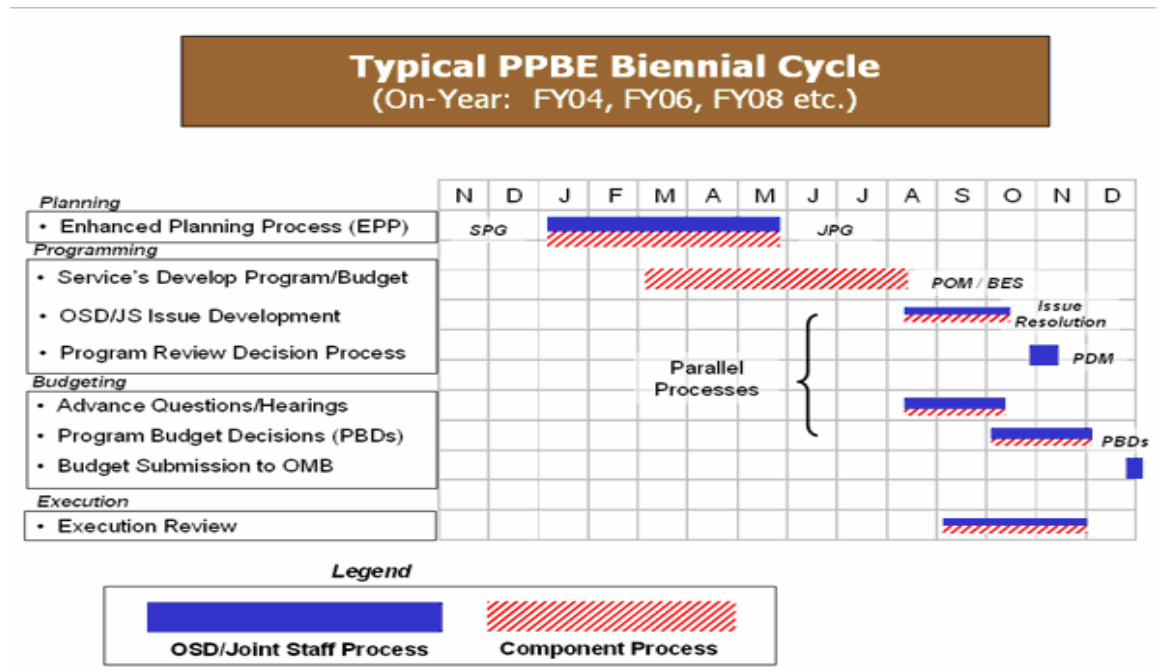 Typical PPBE Biennial Cycle
(On-Year: FY04, FY06, FY08 etc.)
N D J F M A M J J A S O N D
Planning
• Enhanced Planning Process (EPP)
SPG
JPG
Programming
• Service's Develop Program/Budget
POM / BES
• OSD/JS Issue Development
Issue
Resolution
• Program Review Decision Process
PDM
Parallel
Processes
Budgeting
• Advance Questions/Hearings
• Program Budget Decisions (PBDs)
PBDs
• Budget Submission to OMB
Execution
• Execution Review
Legend
OSD/Joint Staff Process
Component Process